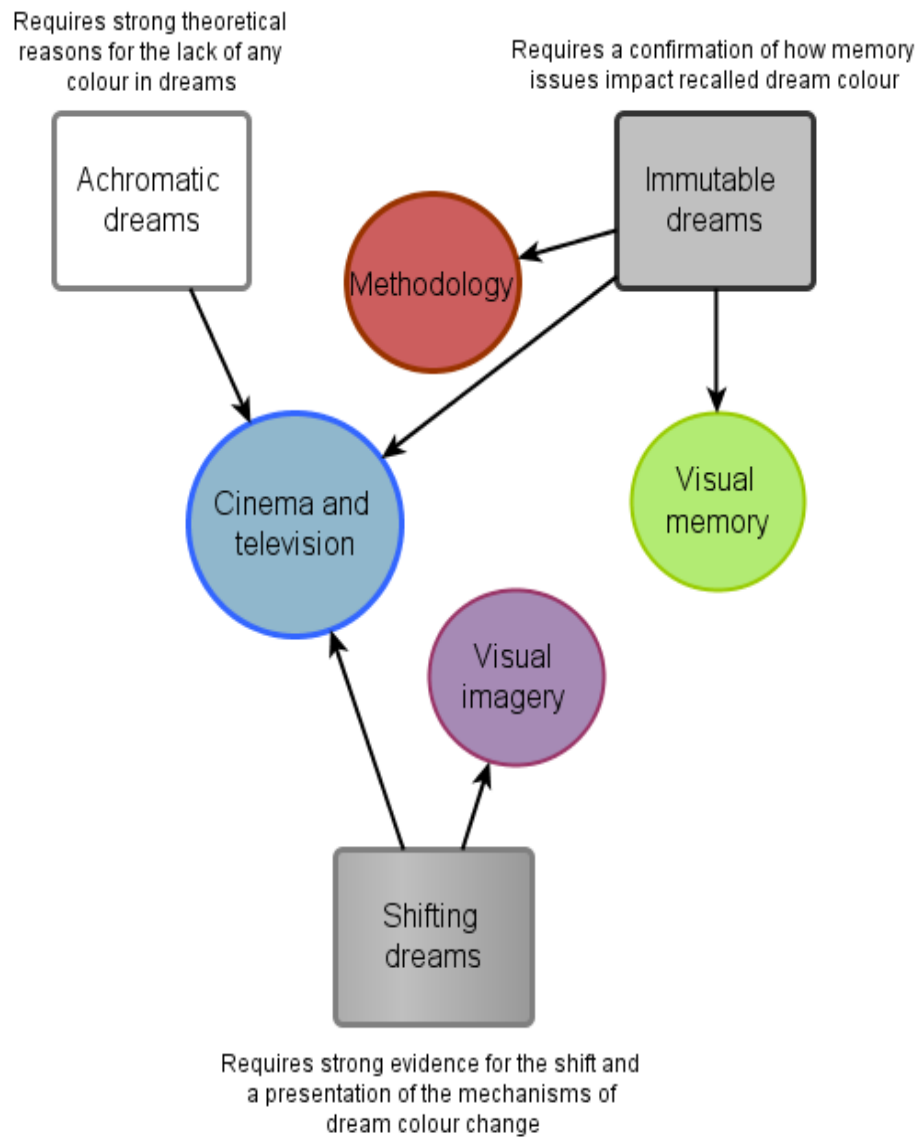 Requires strong theoretical
reasons for the lack of any
colour in dreams
Requires a confirmation of how memory
issues impact recalled dream colour
Achromatic
dreams
Immutable
dreams
Methodology
Cinema and
television
Visual
memory
Visual
imagery
Shifting
dreams
Requires strong evidence for the shift and
a presentation of the mechanisms of
dream colour change